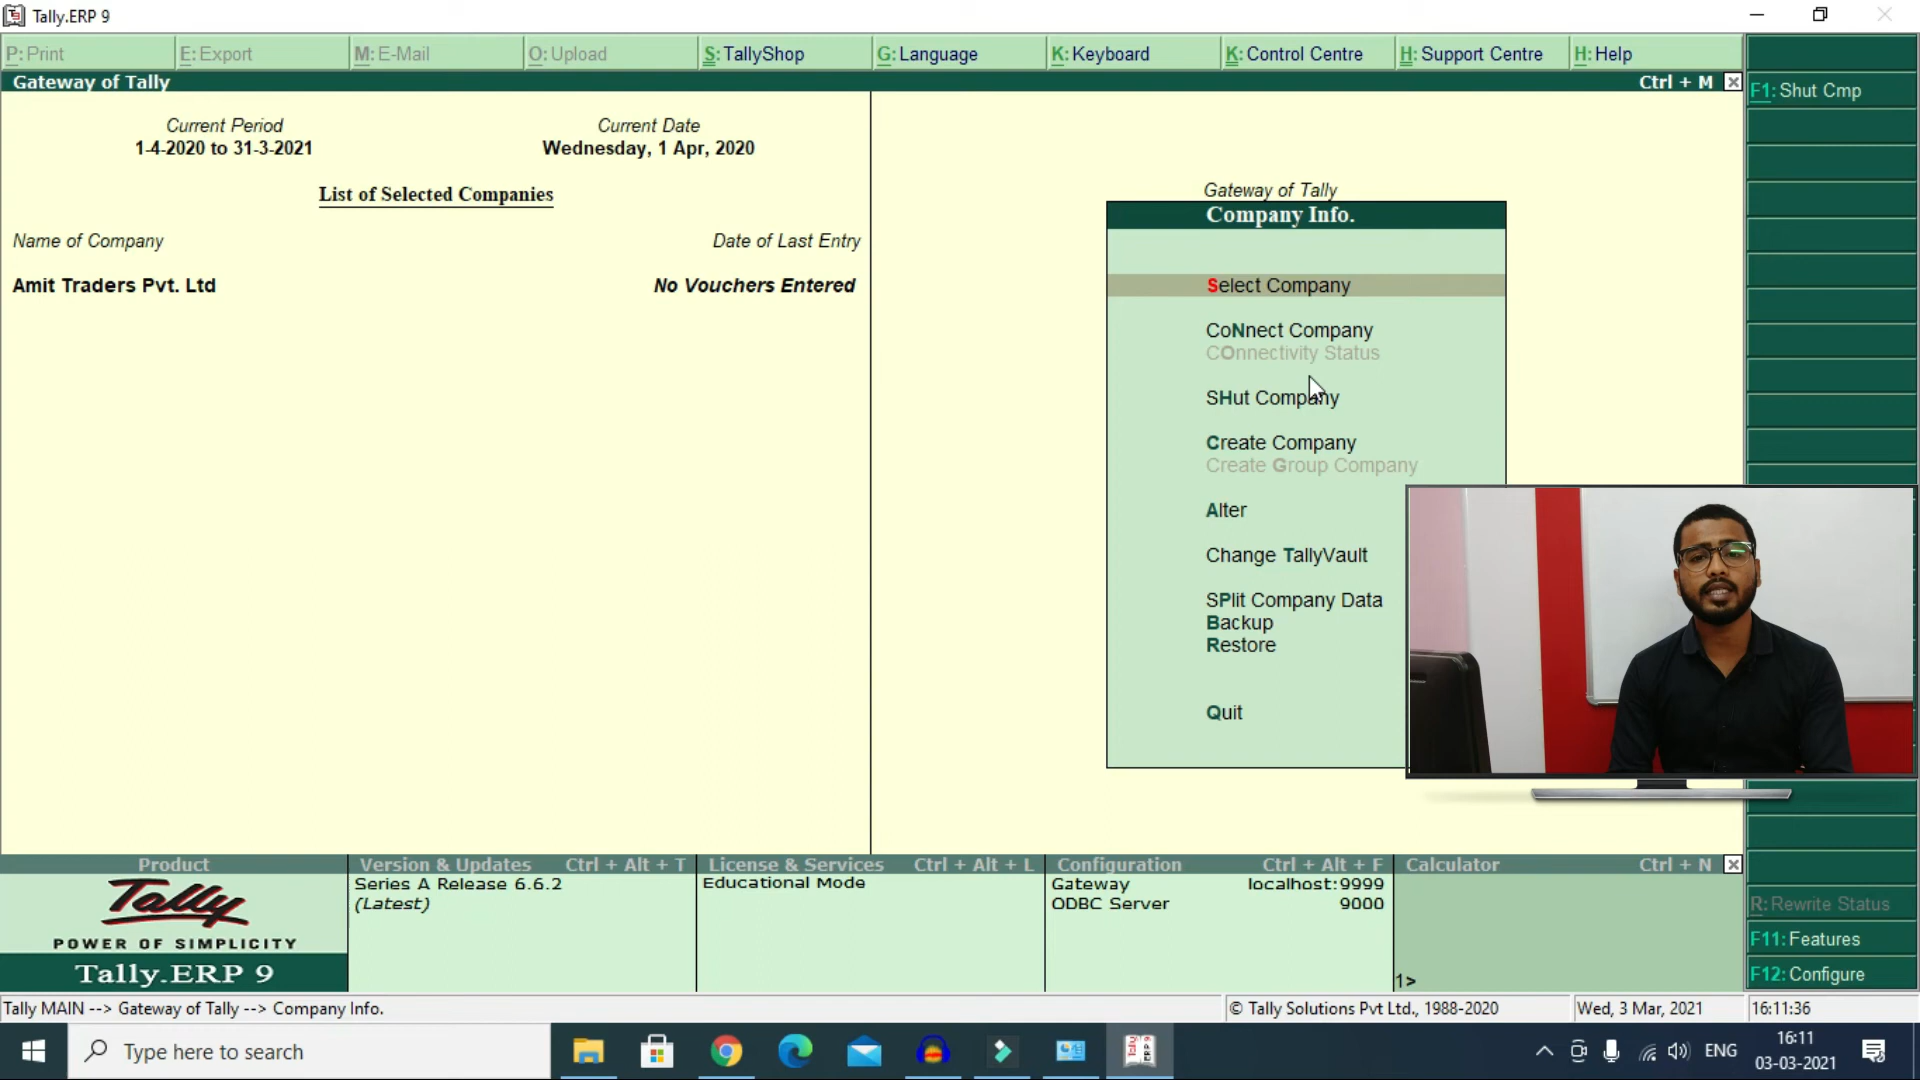 Tally.ERP 9
P: Print
E: Export
M: E-Mail
O: Upload
S: TallyShop
G: Language
K: Keyboard
K: Control Centre
H: Support Centre
H: Help
Gateway of Tally
Ctrl + M
F1: Shut Cmp
Current Period
1-4-2020 to 31-3-2021
Current Date
Wednesday, 1 Apr, 2020
List of Selected Companies
Name of Company
Date of Last Entry
Amit Traders Pvt. Ltd
No Vouchers Entered
Gateway of Tally
Company Info.
Select Company
CoNnect Company
COnnectivity Status
SHut Company
Create Company
Create Group Company
Alter
Change TallyVault
SPlit Company Data
Backup
Restore
Quit
Product
Tally
POWER OF SIMPLICITY
Tally.ERP 9
Version & Updates
Ctrl + Alt + T
Series A Release 6.6.2
(Latest)
License & Services
Ctrl + Alt + L
Educational Mode
Configuration
Ctrl + Alt + F
Gateway
localhost:9999
ODBC Server
9000
Calculator
Ctrl + N
1>
R: Rewrite Status
F11: Features
F12: Configure
Tally MAIN --> Gateway of Tally --> Company Info.
© Tally Solutions Pvt Ltd., 1988-2020
Wed, 3 Mar, 2021
16:11:36
Type here to search
ENG
16:11
03-03-2021